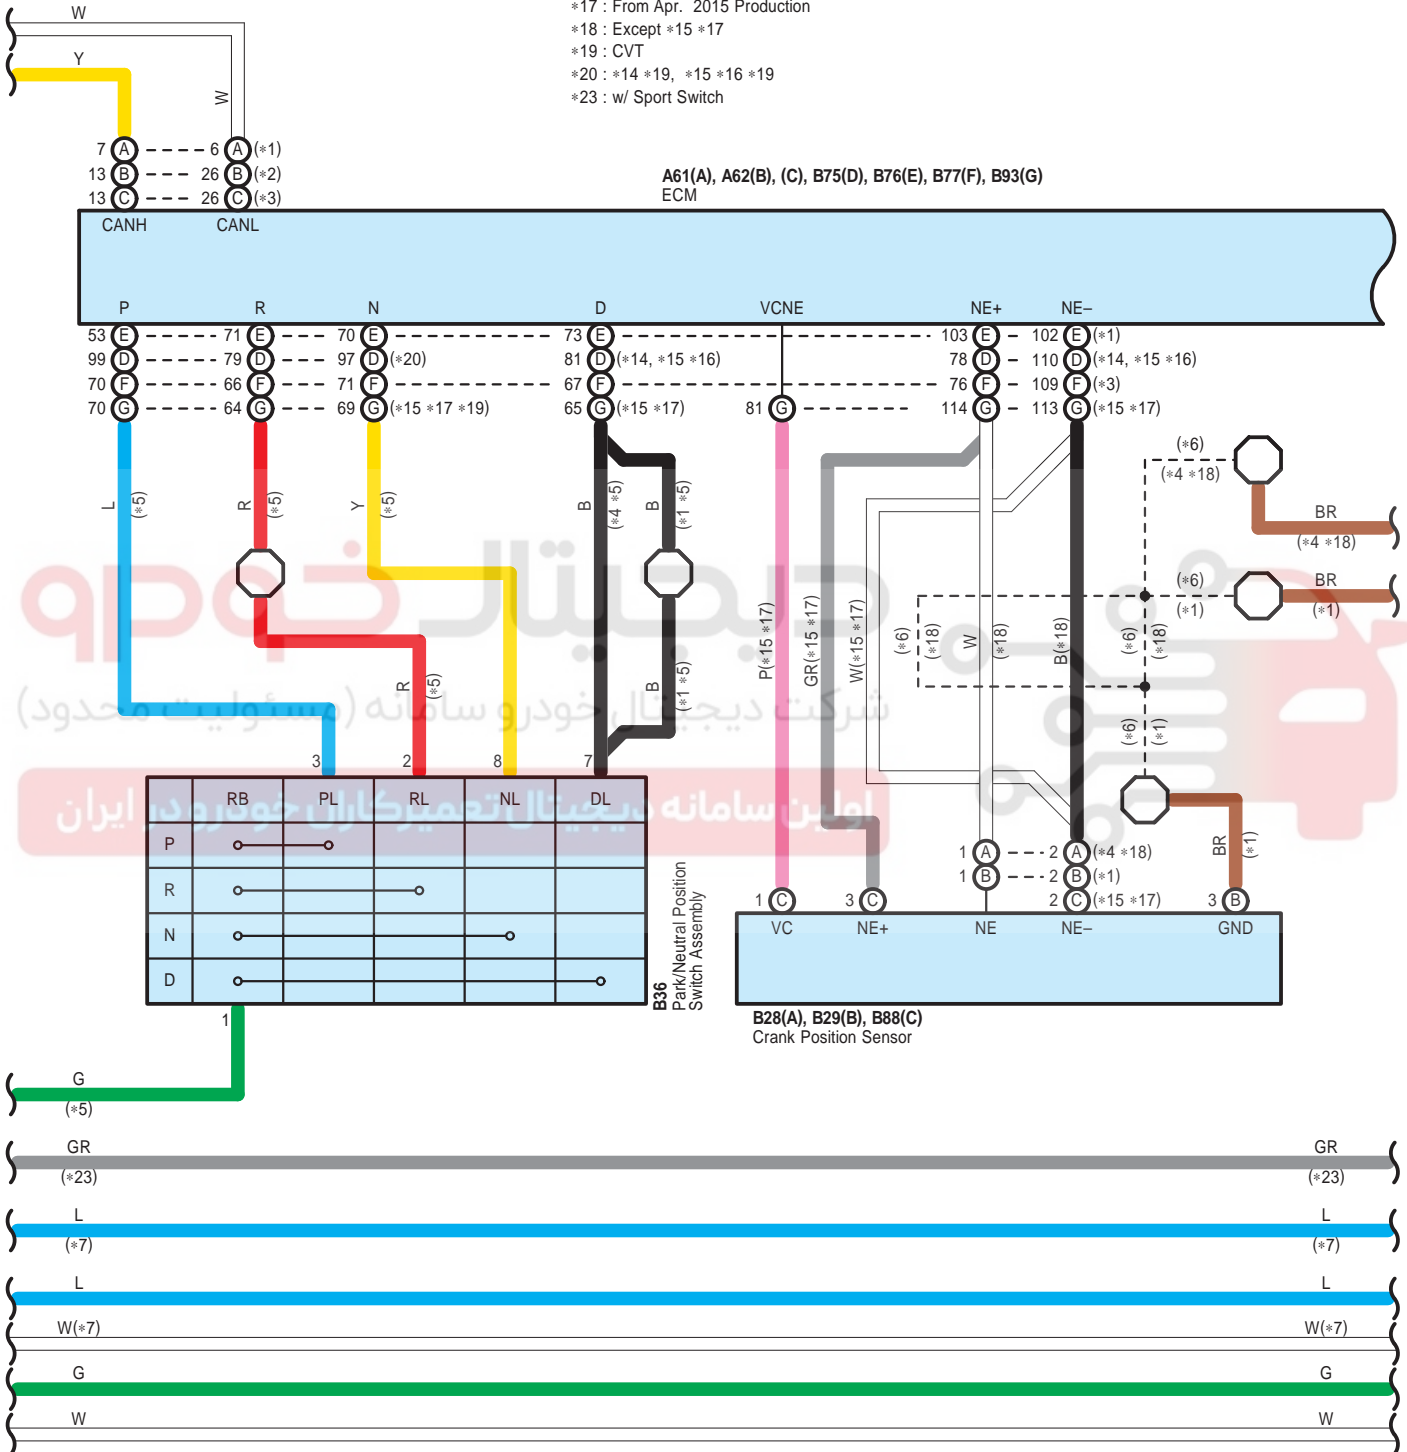 W
∗17 : From Apr. 2015 Production
∗18 : Except ∗15 ∗17
∗19 : CVT
∗20 : ∗14 ∗19, ∗15 ∗16 ∗19
∗23 : w/ Sport Switch
Y
W
7 A 6 A (∗1)
13 B 26 B (∗2)
13 C 26 C (∗3)
A61(A), A62(B), (C), B75(D), B76(E), B77(F), B93(G)
ECM
CANH CANL
P R N D VCNE NE+ NE–
53 E 71 E 70 E 73 E 103 E 102 E (∗1)
99 D 79 D 97 D (∗20) 81 D (∗14, ∗15 ∗16) 78 D 110 D (∗14, ∗15 ∗16)
70 F 66 F 71 F 67 F 76 F 109 F (∗3)
70 G 64 G 69 G (∗15 ∗17 ∗19) 65 G (∗15 ∗17) 81 G 114 G 113 G (∗15 ∗17)
L (∗5) R (∗5) Y (∗5) B (∗4 ∗5) B (∗1 ∗5)
(∗6)
(∗4 ∗18)
BR
(∗4 ∗18)
(∗6)
(∗1)
BR
(∗1)
دیجیتال خودرو
P(∗15 ∗17) GR(∗15 ∗17) W(∗15 ∗17) (∗6) (∗18) W (∗18) B(∗18) (∗6) (∗18)
R (∗5) B (∗1 ∗5)
شرکت دیجیتال خودرو سامانه (مسئولیت محدود)
(∗6) (∗1)
3 2 8 7
اولین سامانه دیجیتال تعمیرکاران خودرو در ایران
RB PL RL NL DL
P
R
N
D
B36
Park/Neutral Position
Switch Assembly
BR (∗1)
1 A 2 A (∗4 ∗18)
1 B 2 B (∗1)
1 C 3 C 2 C (∗15 ∗17) 3 B
VC NE+ NE NE– GND
B28(A), B29(B), B88(C)
Crank Position Sensor
1
G
(∗5)
GR GR
(∗23) (∗23)
L L
(∗7) (∗7)
L L
W(∗7) W(∗7)
G G
W W